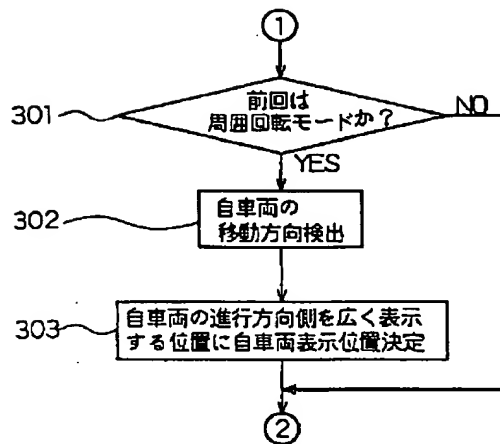 1
301
前回は
周囲回転モードか？
NO
YES
302
自車両の
移動方向検出
303
自車両の進行方向側を広く表示
する位置に自車両表示位置決定
2